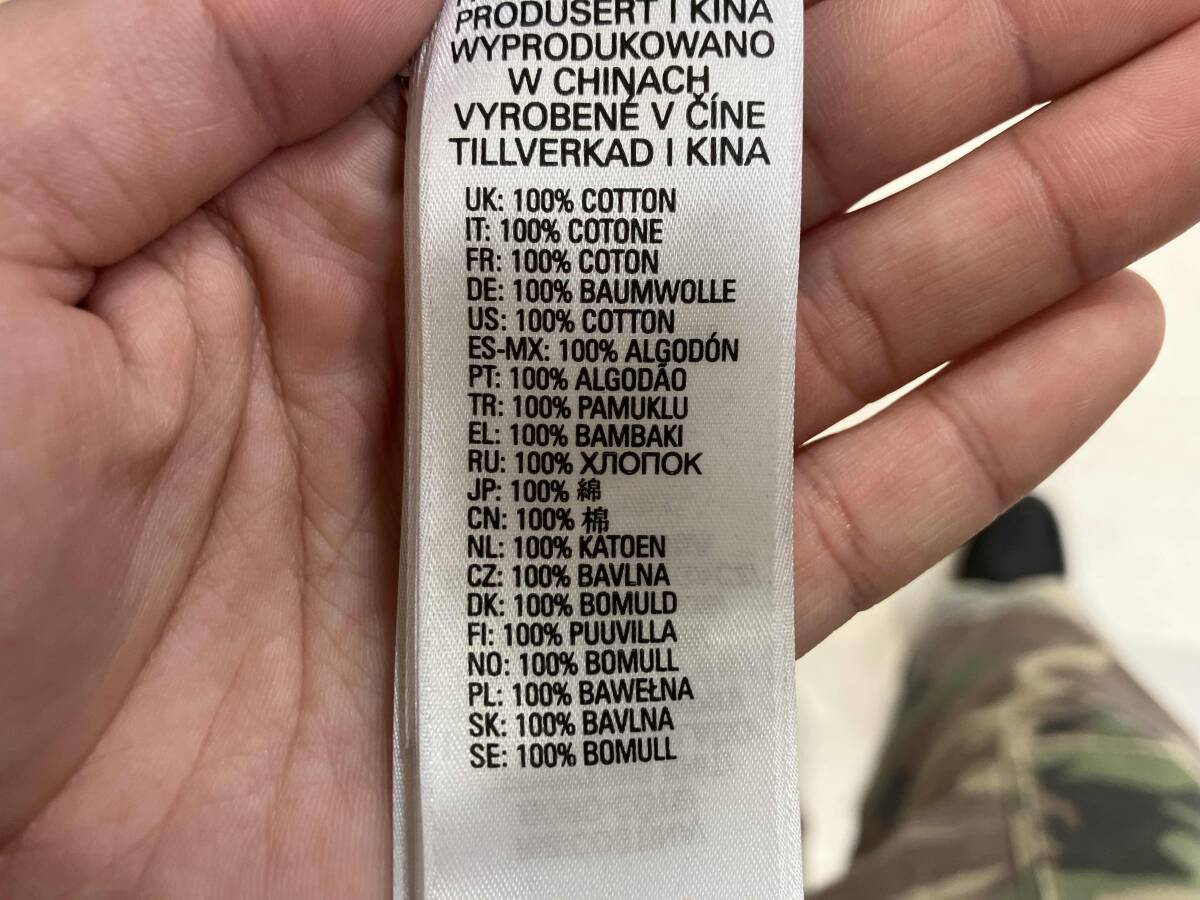 PRODUSERT I KINA
WYPRODUKOWANO
W CHINACH
VYROBENÉ V ČÍNE
TILLVERKAD I KINA
UK: 100% COTTON
IT: 100% COTONE
FR: 100% COTON
DE: 100% BAUMWOLLE
US: 100% COTTON
ES-MX: 100% ALGODÓN
PT: 100% ALGODÃO
TR: 100% PAMUKLU
EL: 100% BAMBAKI
RU: 100% ХЛОПОК
JP: 100% 綿
CN: 100% 棉
NL: 100% KATOEN
CZ: 100% BAVLNA
DK: 100% BOMULD
FI: 100% PUUVILLA
NO: 100% BOMULL
PL: 100% BAWEŁNA
SK: 100% BAVLNA
SE: 100% BOMULL